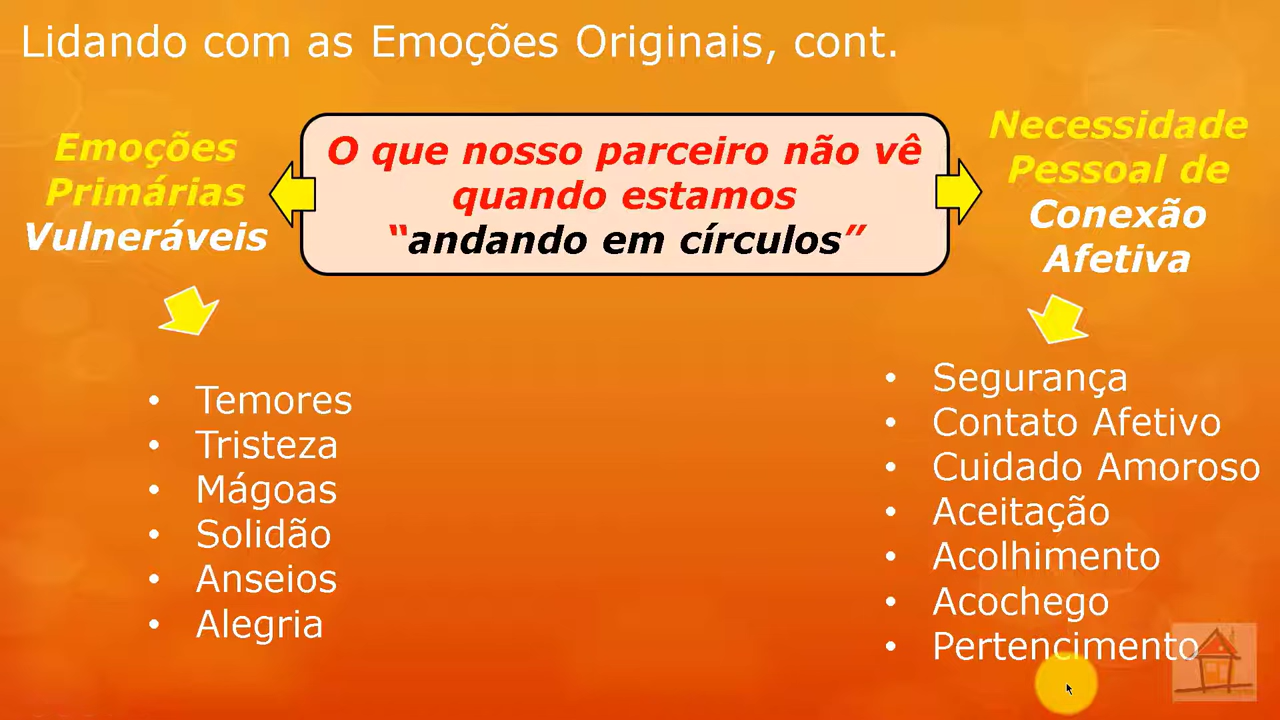 Lidando com as Emoções Originais, cont.
Emoções
Primárias
Vulneráveis
O que nosso parceiro não vê
quando estamos
“andando em círculos”
Necessidade
Pessoal de
Conexão
Afetiva
• Temores
• Tristeza
• Mágoas
• Solidão
• Anseios
• Alegria
• Segurança
• Contato Afetivo
• Cuidado Amoroso
• Aceitação
• Acolhimento
• Acochego
• Pertencimento